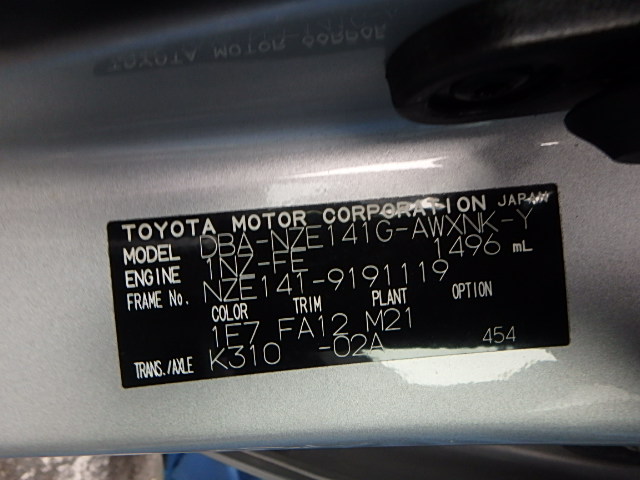 TOYOTA MOTOR CORPORATION JAPAN
MODEL DBA-NZE141G-AWXNK-Y
ENGINE 1NZ-FE 1496 mL
FRAME No. NZE141-9191119
COLOR TRIM PLANT OPTION
1E7 FA12 M21
TRANS./AXLE K310 -02A 454